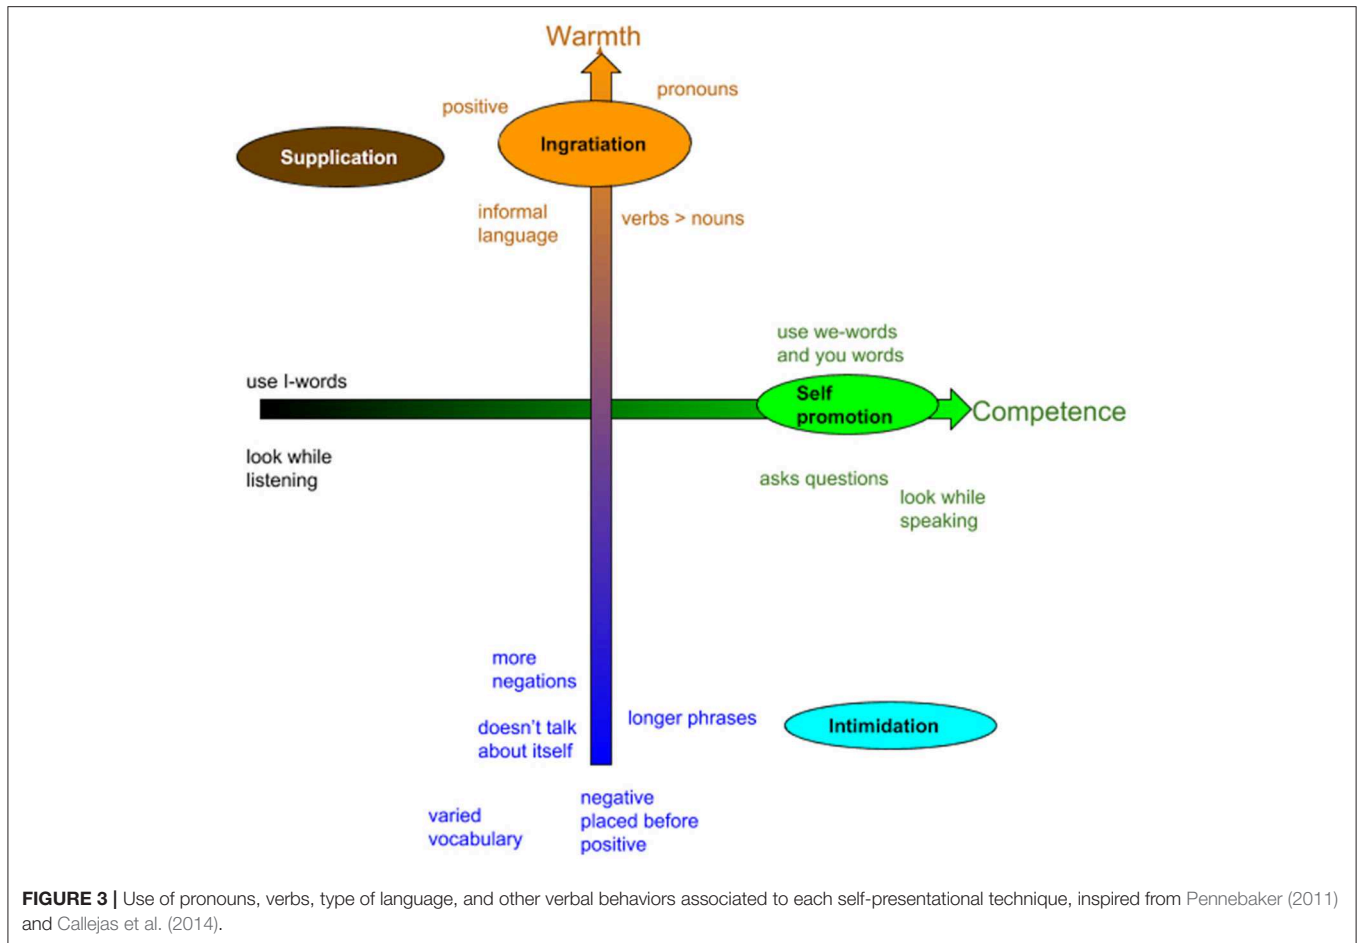 Warmth
pronouns
positive
Ingratiation
Supplication
informal
language
verbs > nouns
use we-words
and you words
use I-words
Self
promotion
Competence
look while
listening
asks questions
look while
speaking
more
negations
longer phrases
doesn't talk
about itself
Intimidation
negative
placed before
positive
varied
vocabulary
FIGURE 3 | Use of pronouns, verbs, type of language, and other verbal behaviors associated to each self-presentational technique, inspired from Pennebaker (2011)
and Callejas et al. (2014).